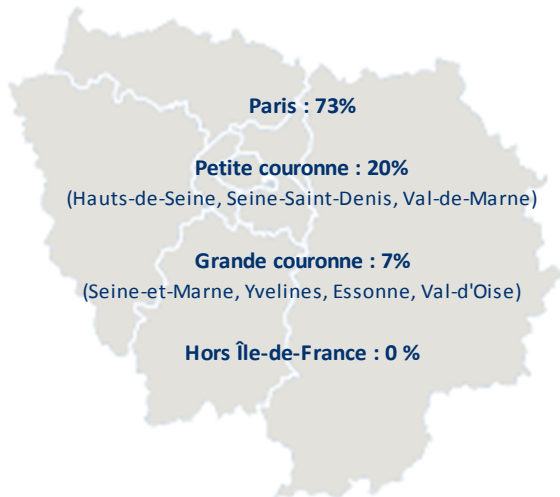 Paris : 73%
Petite couronne : 20%
(Hauts-de-Seine, Seine-Saint-Denis, Val-de-Marne)
Grande couronne : 7%
(Seine-et-Marne, Yvelines, Essonne, Val-d'Oise)
Hors Île-de-France : 0 %